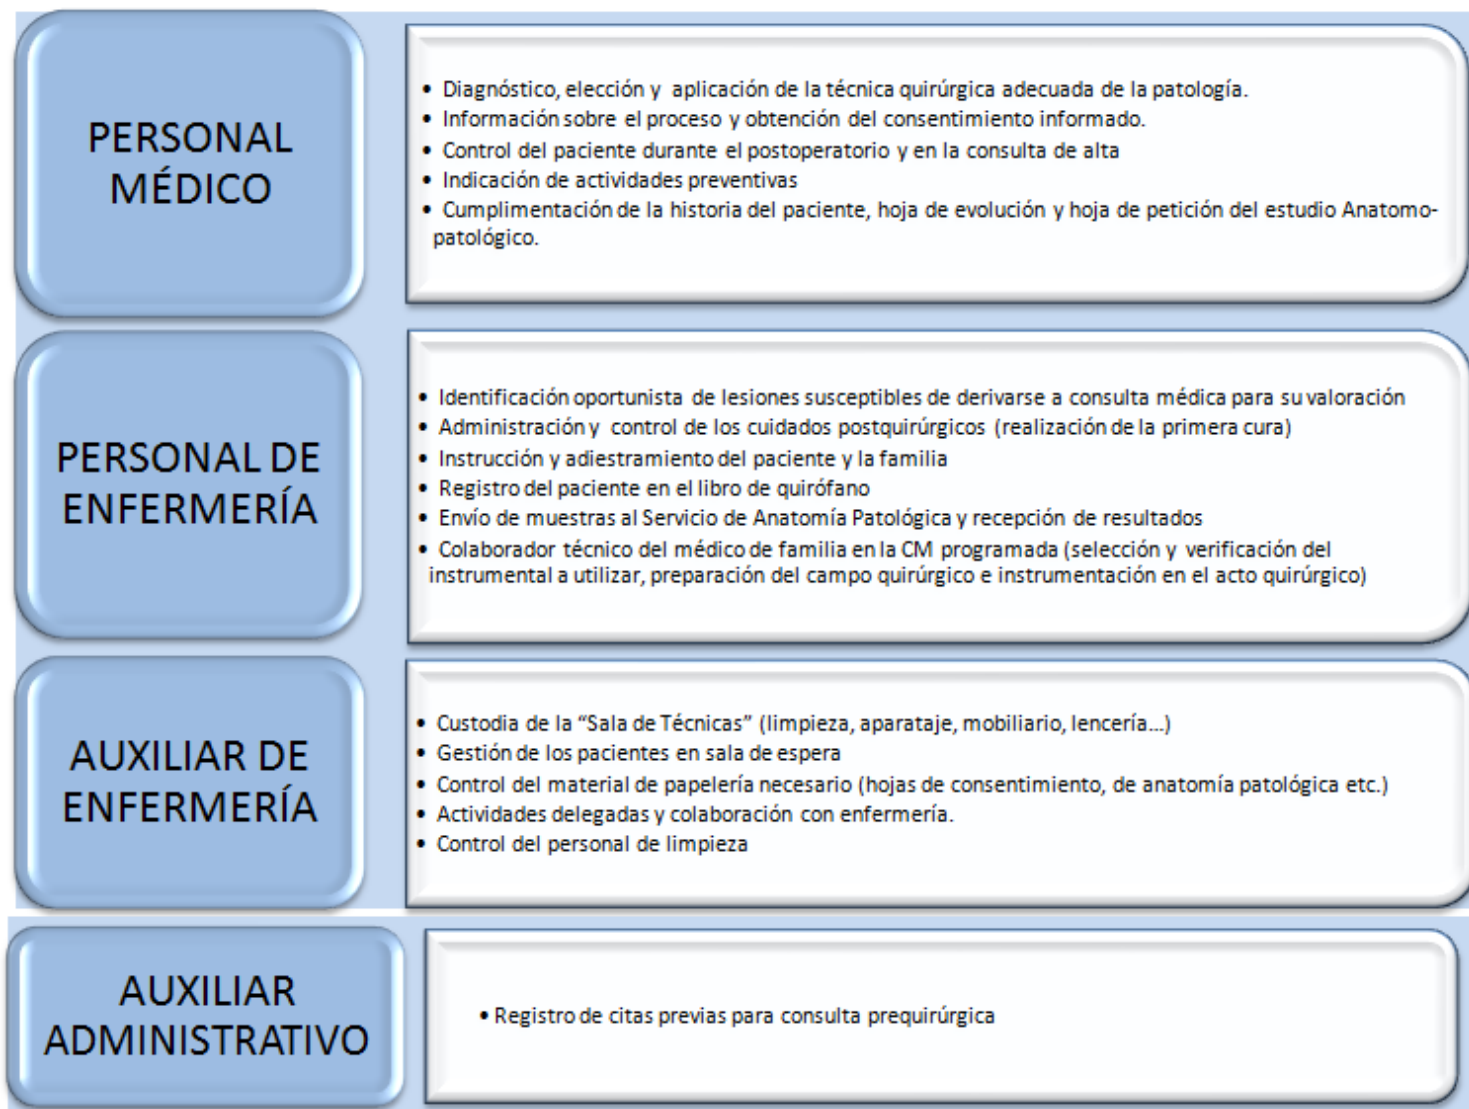 PERSONAL
MÉDICO
• Diagnóstico, elección y aplicación de la técnica quirúrgica adecuada de la patología.
• Información sobre el proceso y obtención del consentimiento informado.
• Control del paciente durante el postoperatorio y en la consulta de alta
• Indicación de actividades preventivas
• Cumplimentación de la historia del paciente, hoja de evolución y hoja de petición del estudio Anatomo-
patológico.
PERSONAL DE
ENFERMERÍA
• Identificación oportunista de lesiones susceptibles de derivarse a consulta médica para su valoración
• Administración y control de los cuidados postquirúrgicos (realización de la primera cura)
• Instrucción y adiestramiento del paciente y la familia
• Registro del paciente en el libro de quirófano
• Envío de muestras al Servicio de Anatomía Patológica y recepción de resultados
• Colaborador técnico del médico de familia en la CM programada (selección y verificación del
instrumental a utilizar, preparación del campo quirúrgico e instrumentación en el acto quirúrgico)
AUXILIAR DE
ENFERMERÍA
• Custodia de la “Sala de Técnicas” (limpieza, aparataje, mobiliario, lencería...)
• Gestión de los pacientes en sala de espera
• Control del material de papelería necesario (hojas de consentimiento, de anatomía patológica etc.)
• Actividades delegadas y colaboración con enfermería.
• Control del personal de limpieza
AUXILIAR
ADMINISTRATIVO
• Registro de citas previas para consulta prequirúrgica